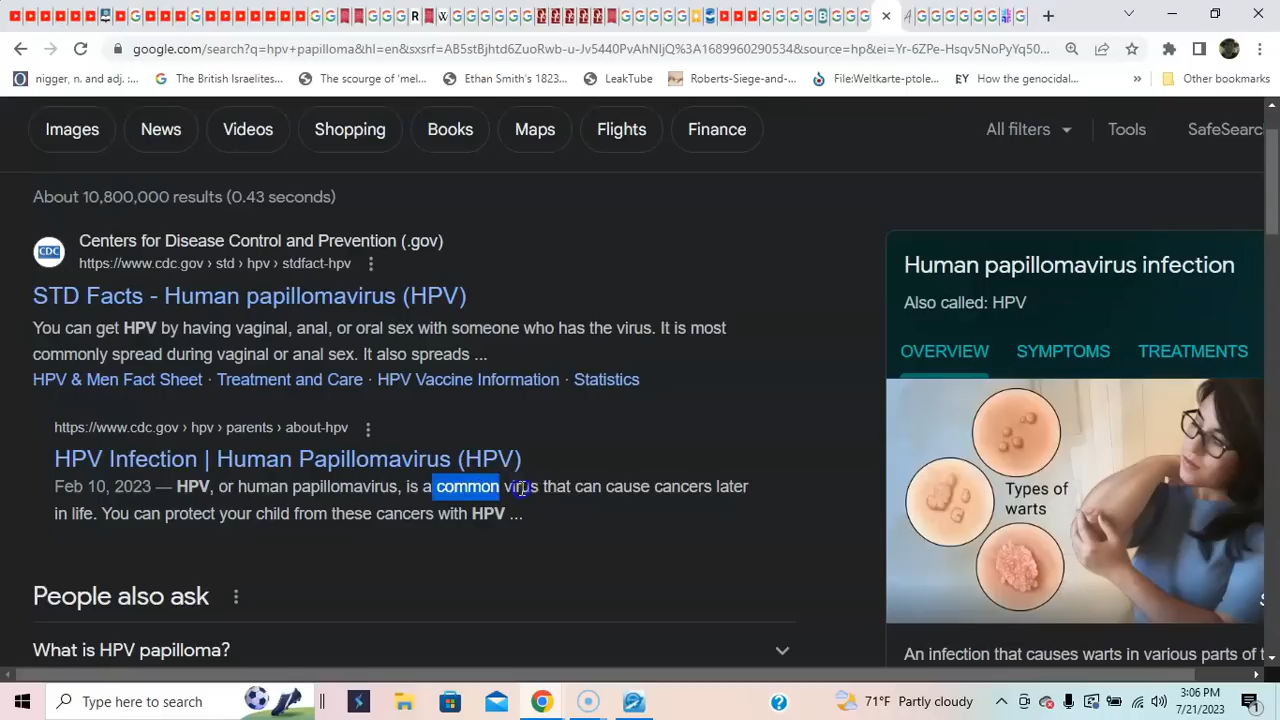 google.com/search?q=hpv+papilloma&hl=en&sxsrf=AB5stBjhtd6ZuoRwb-u-Jv5440PvAhNIjQ%3A1689960290534&source=hp&ei=Yr-6ZPe-Hsqv5NoPyYq50...
nigger, n. and adj. :... The British Israelites... The scourge of 'mel... Ethan Smith's 1823... LeakTube Roberts-Siege-and-... File:Weltkarte-ptole... EY How the genocidal... » Other bookmarks
Images News Videos Shopping Books Maps Flights Finance All filters Tools SafeSearc
About 10,800,000 results (0.43 seconds)
CDC
Centers for Disease Control and Prevention (.gov)
https://www.cdc.gov › std › hpv › stdfact-hpv
STD Facts - Human papillomavirus (HPV)
You can get HPV by having vaginal, anal, or oral sex with someone who has the virus. It is most
commonly spread during vaginal or anal sex. It also spreads ...
HPV & Men Fact Sheet · Treatment and Care · HPV Vaccine Information · Statistics
https://www.cdc.gov › hpv › parents › about-hpv
HPV Infection | Human Papillomavirus (HPV)
Feb 10, 2023 — HPV, or human papillomavirus, is a common virus that can cause cancers later
in life. You can protect your child from these cancers with HPV ...
People also ask
What is HPV papilloma?
Human papillomavirus infection
Also called: HPV
OVERVIEW SYMPTOMS TREATMENTS
Types of
warts
An infection that causes warts in various parts of t
Type here to search
71°F Partly cloudy
3:06 PM
7/21/2023